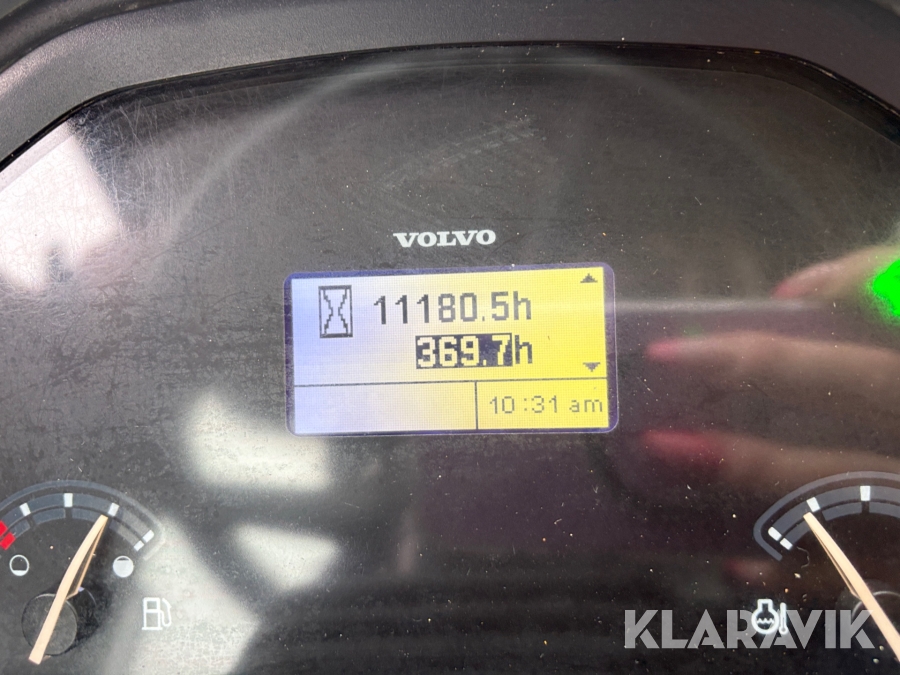 VOLVO
11180.5h
369.7h
10:31 am
KLARAVIK